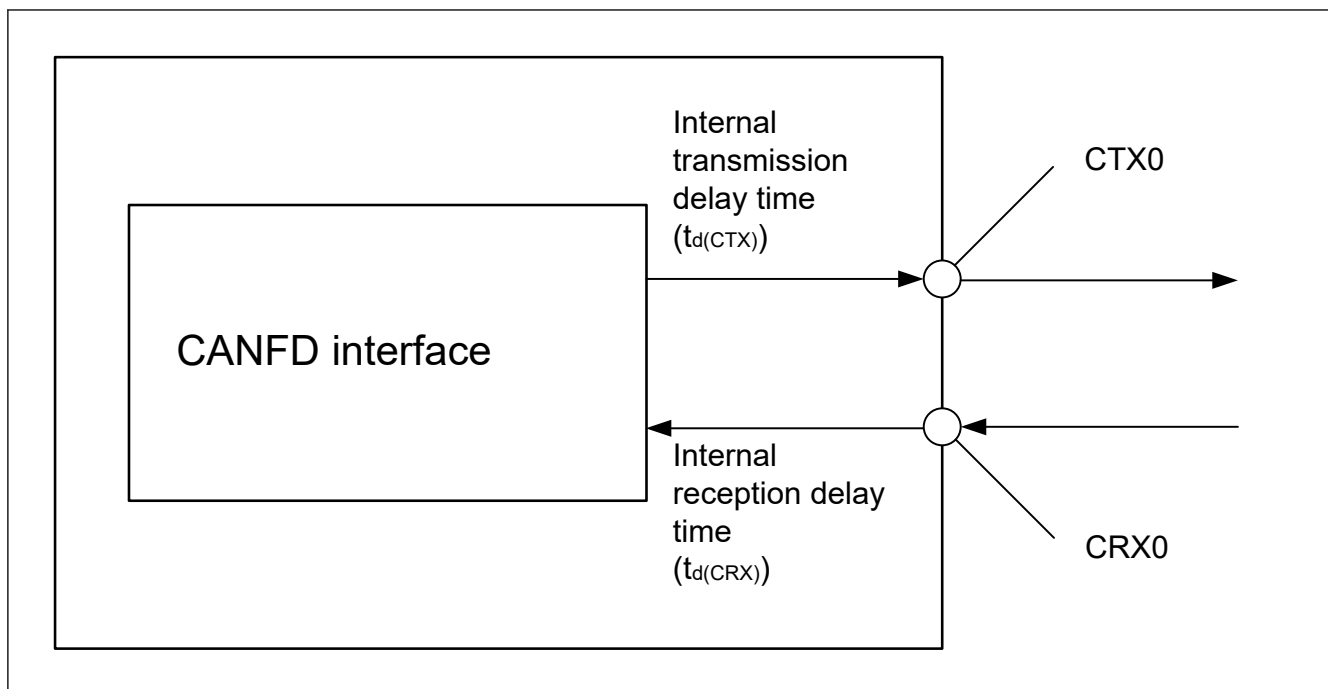 Internal
transmission
delay time
(td(CTX))
CTX0
CANFD interface
Internal
reception delay
time
(td(CRX))
CRX0